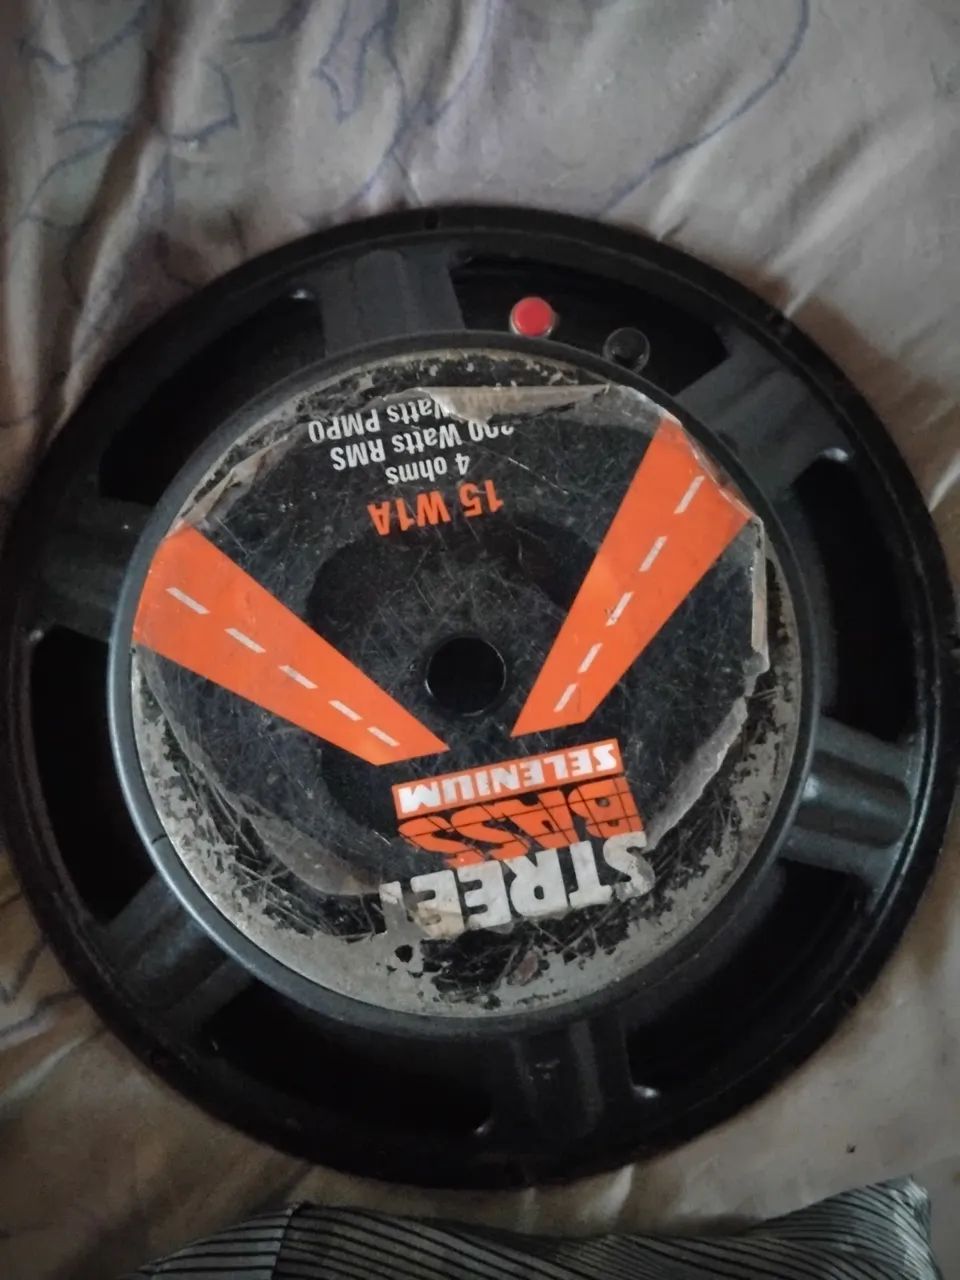 STREET
BASS
SELENIUM
15 W1A
4 ohms
Watts RMS
Watts PMPO